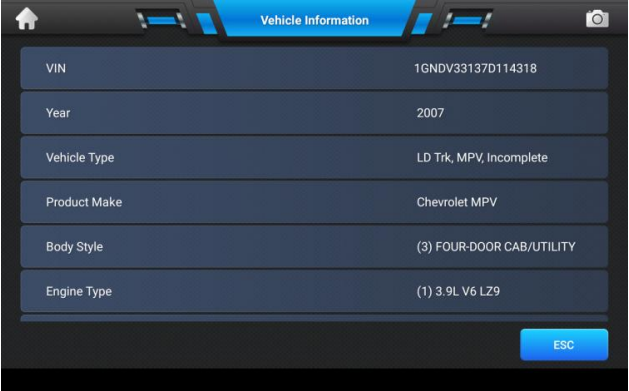 Vehicle Information
VIN 1GNDV33137D114318
Year 2007
Vehicle Type LD Trk, MPV, Incomplete
Product Make Chevrolet MPV
Body Style (3) FOUR-DOOR CAB/UTILITY
Engine Type (1) 3.9L V6 LZ9
ESC